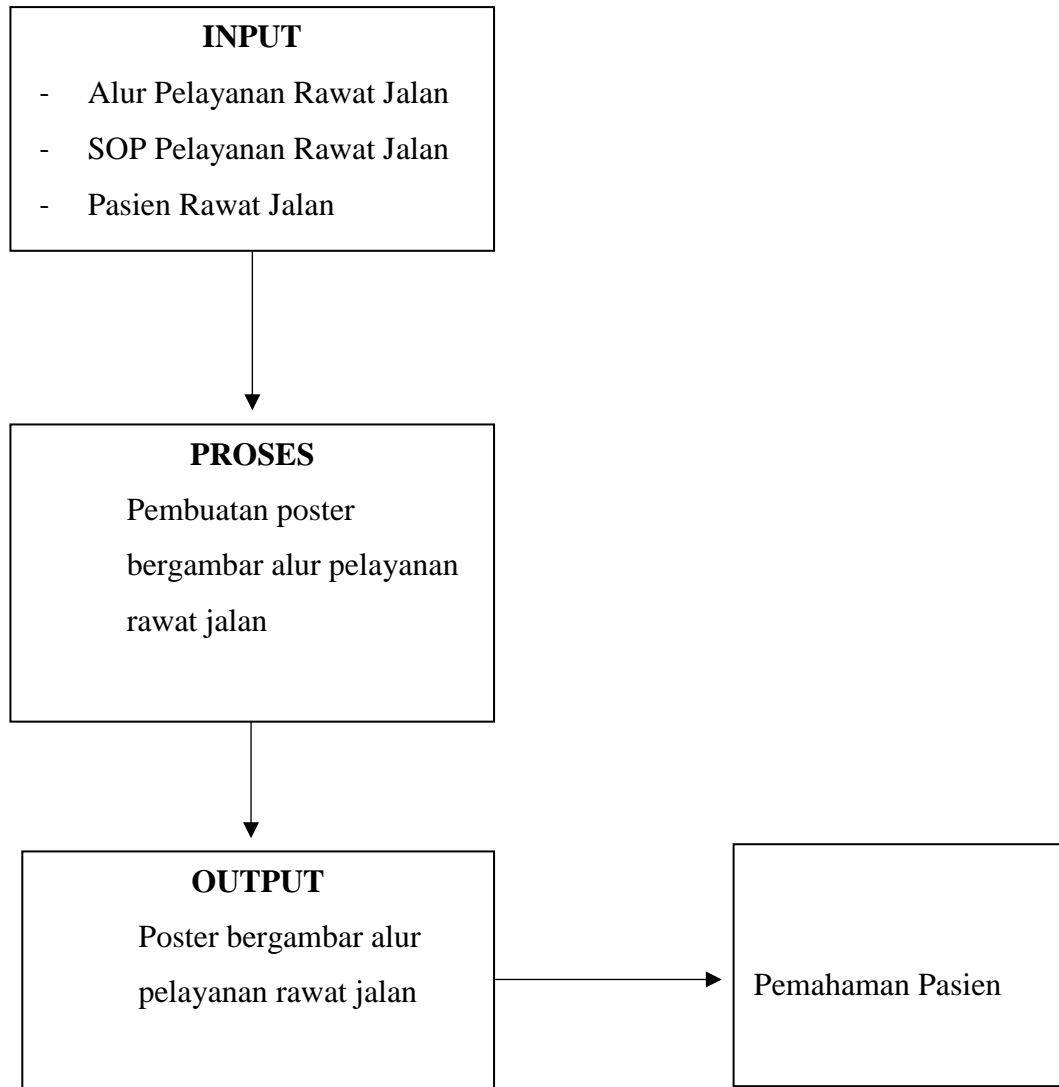 INPUT
- Alur Pelayanan Rawat Jalan
- SOP Pelayanan Rawat Jalan
- Pasien Rawat Jalan
PROSES
Pembuatan poster
bergambar alur pelayanan
rawat jalan
OUTPUT
Poster bergambar alur
pelayanan rawat jalan
Pemahaman Pasien